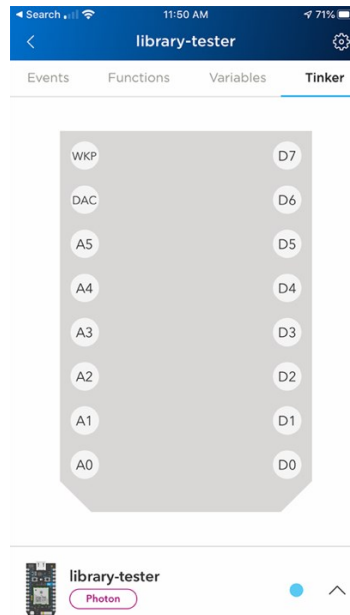 Search 11:50 AM 71%
library-tester
Events Functions Variables Tinker
WKP D7
DAC D6
A5 D5
A4 D4
A3 D3
A2 D2
A1 D1
A0 D0
library-tester
Photon